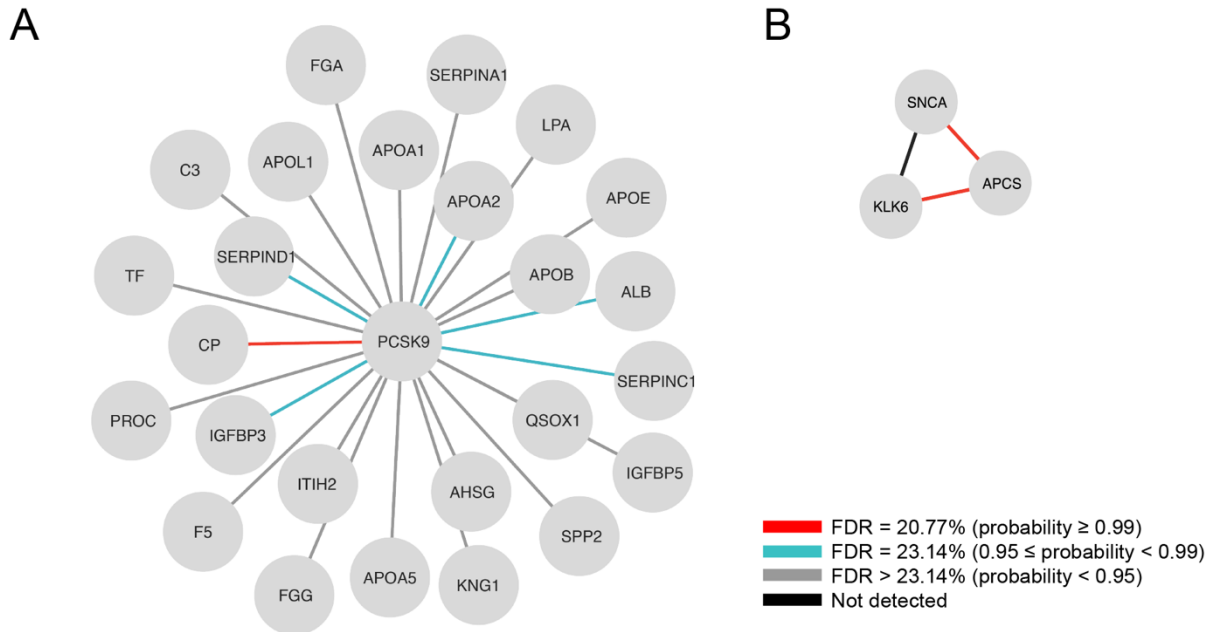 A
B
FGA
SERPINA1
LPA
C3
APOL1
APOA1
APOA2
APOE
SERPIND1
APOB
TF
ALB
CP
PCSK9
SERPINC1
PROC
IGFBP3
QSOX1
IGFBP5
ITIH2
AHSG
F5
SPP2
FGG
APOA5
KNG1
SNCA
KLK6
APCS
FDR = 20.77% (probability ≥ 0.99)
FDR = 23.14% (0.95 ≤ probability < 0.99)
FDR > 23.14% (probability < 0.95)
Not detected